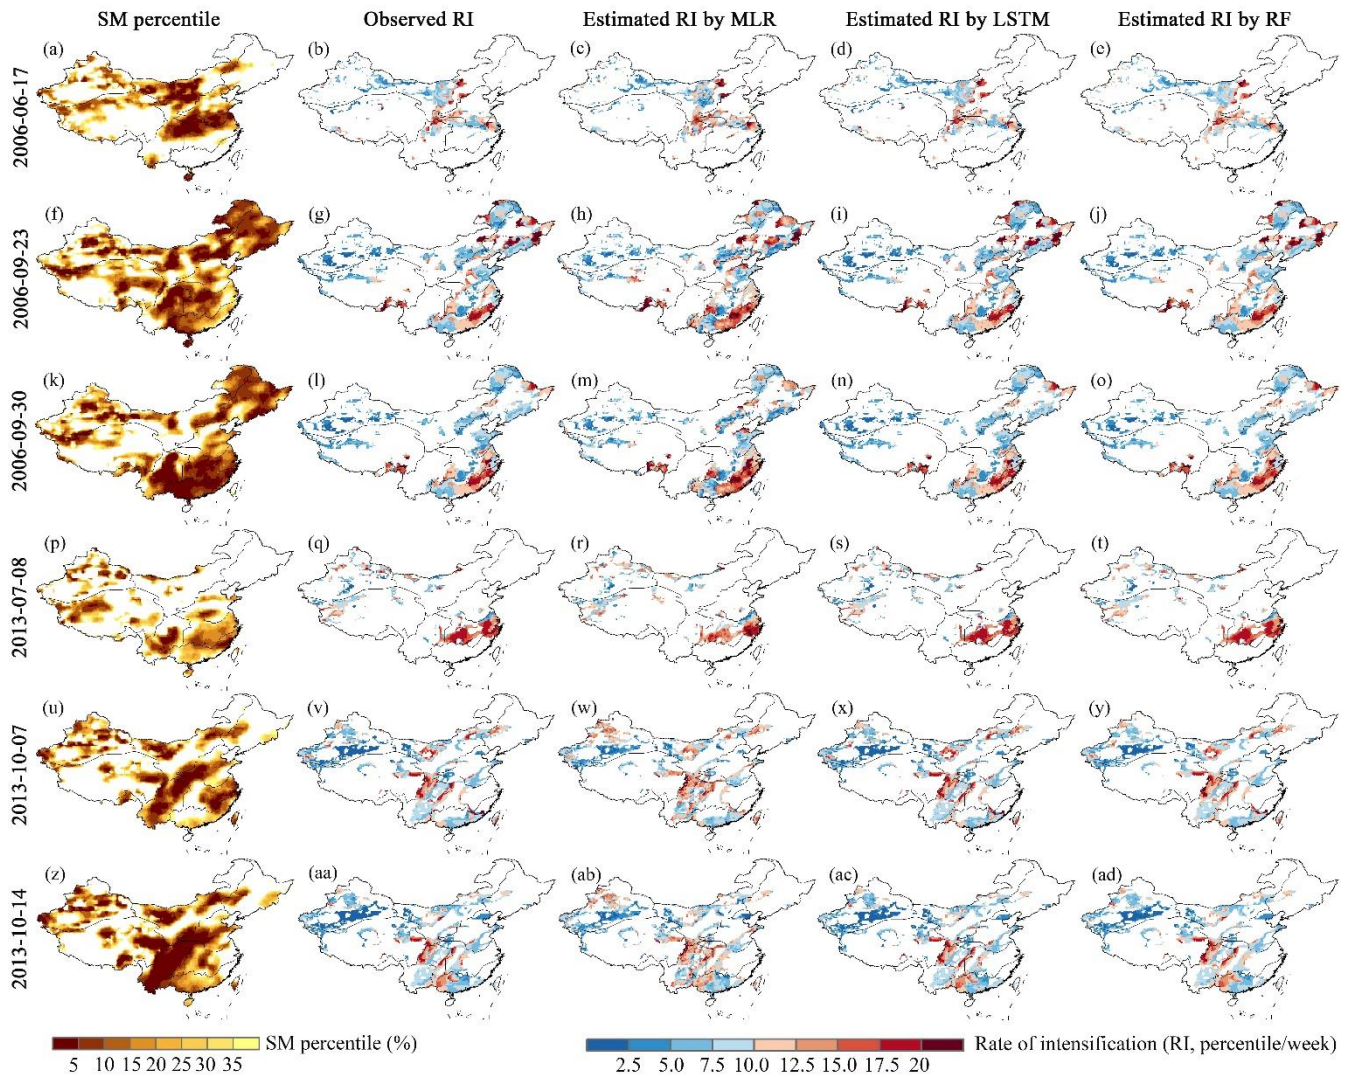 SM percentile Observed RI Estimated RI by MLR Estimated RI by LSTM Estimated RI by RF
2006-06-17
(a) (b) (c) (d) (e)
2006-09-23
(f) (g) (h) (i) (j)
2006-09-30
(k) (l) (m) (n) (o)
2013-07-08
(p) (q) (r) (s) (t)
2013-10-07
(u) (v) (w) (x) (y)
2013-10-14
(z) (aa) (ab) (ac) (ad)
SM percentile (%)
5 10 15 20 25 30 35
Rate of intensification (RI, percentile/week)
2.5 5.0 7.5 10.0 12.5 15.0 17.5 20